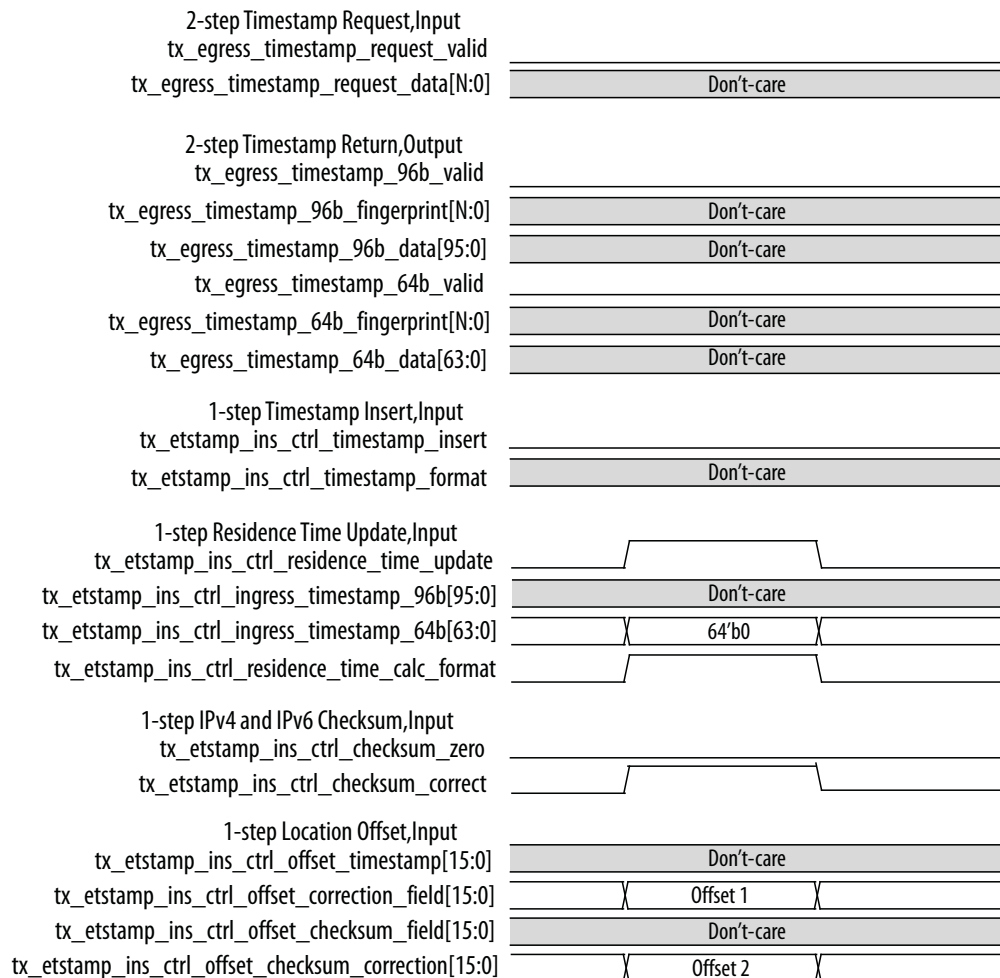 2-step Timestamp Request,Input
tx_egress_timestamp_request_valid
tx_egress_timestamp_request_data[N:0] Don't-care
2-step Timestamp Return,Output
tx_egress_timestamp_96b_valid
tx_egress_timestamp_96b_fingerprint[N:0] Don't-care
tx_egress_timestamp_96b_data[95:0] Don't-care
tx_egress_timestamp_64b_valid
tx_egress_timestamp_64b_fingerprint[N:0] Don't-care
tx_egress_timestamp_64b_data[63:0] Don't-care
1-step Timestamp Insert,Input
tx_etstamp_ins_ctrl_timestamp_insert
tx_etstamp_ins_ctrl_timestamp_format Don't-care
1-step Residence Time Update,Input
tx_etstamp_ins_ctrl_residence_time_update
tx_etstamp_ins_ctrl_ingress_timestamp_96b[95:0] Don't-care
tx_etstamp_ins_ctrl_ingress_timestamp_64b[63:0] 64'b0
tx_etstamp_ins_ctrl_residence_time_calc_format
1-step IPv4 and IPv6 Checksum,Input
tx_etstamp_ins_ctrl_checksum_zero
tx_etstamp_ins_ctrl_checksum_correct
1-step Location Offset,Input
tx_etstamp_ins_ctrl_offset_timestamp[15:0] Don't-care
tx_etstamp_ins_ctrl_offset_correction_field[15:0] Offset 1
tx_etstamp_ins_ctrl_offset_checksum_field[15:0] Don't-care
tx_etstamp_ins_ctrl_offset_checksum_correction[15:0] Offset 2